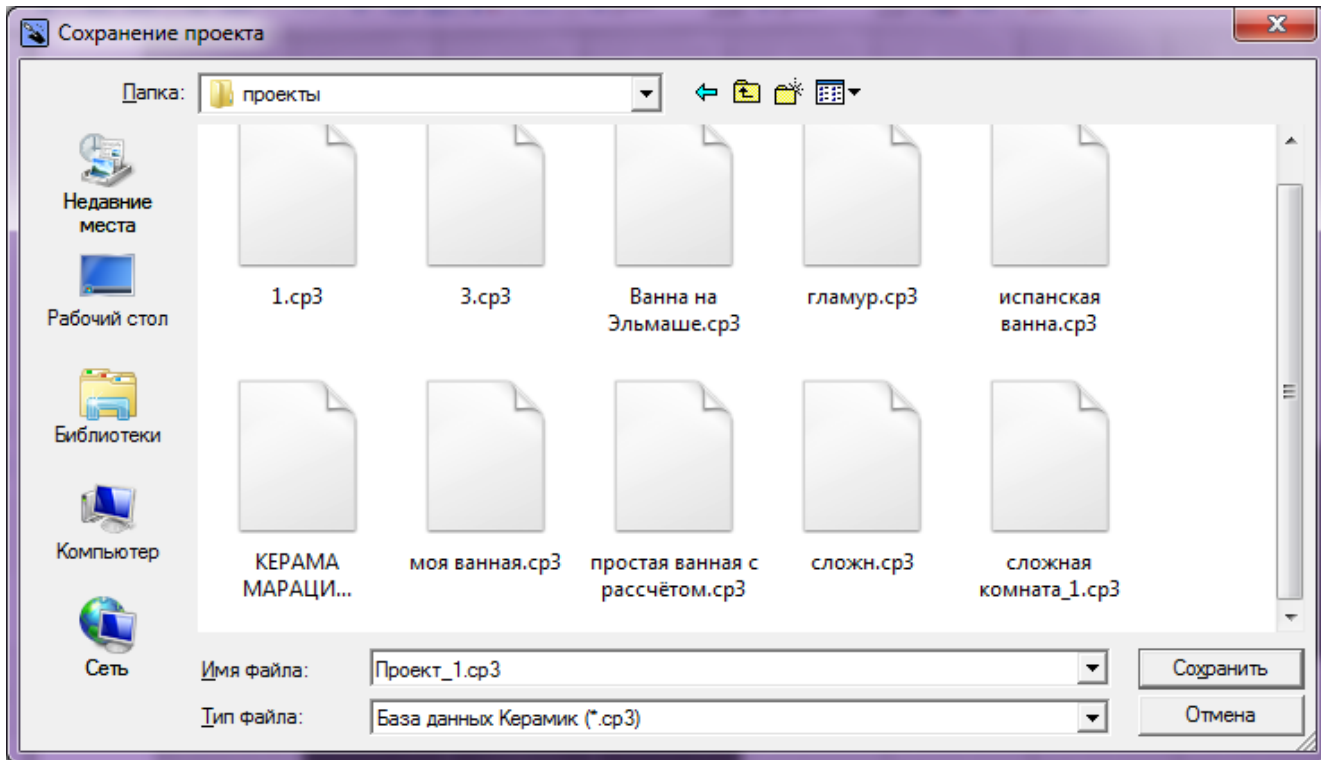 Сохранение проекта
Папка:
проекты
Недавние
места
Рабочий стол
Библиотеки
Компьютер
Сеть
1.cp3
3.cp3
Ванна на
Эльмаше.cp3
гламур.cp3
испанская
ванна.cp3
КЕРАМА
МАРАЦИ...
моя ванная.cp3
простая ванная с
рассчётом.cp3
сложн.cp3
сложная
комната_1.cp3
Имя файла:
Проект_1.cp3
Сохранить
Тип файла:
База данных Керамик (*.cp3)
Отмена